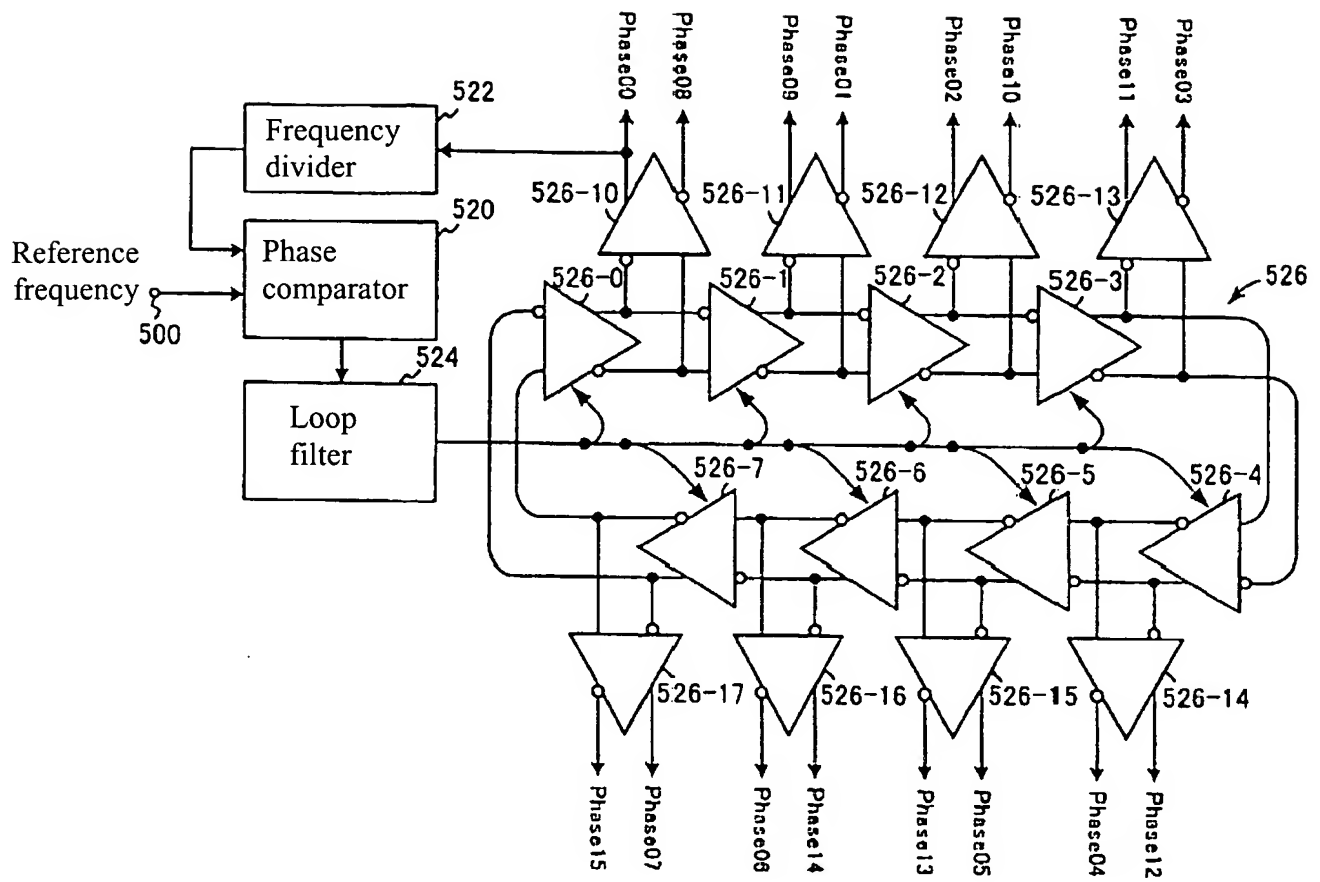 Phase00
Phase08
Phase09
Phase01
Phase02
Phase10
Phase11
Phase03
522
Frequency
divider
526-10
526-11
526-12
526-13
520
Phase
comparator
Reference
frequency
500
526-0
526-1
526-2
526-3
526
524
Loop
filter
526-7
526-6
526-5
526-4
526-17
526-16
526-15
526-14
Phase15
Phase07
Phase06
Phase14
Phase13
Phase05
Phase04
Phase12